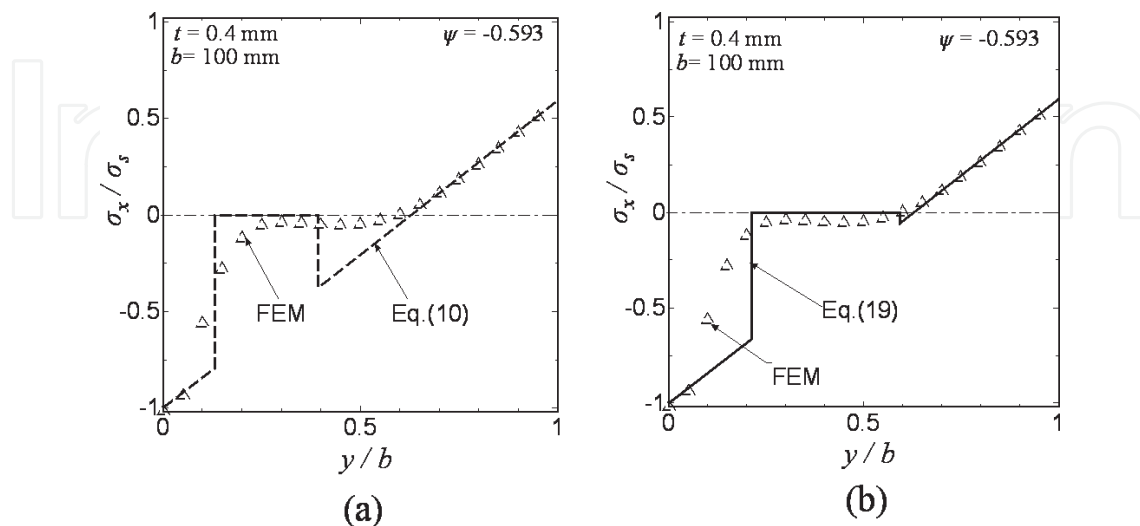 t = 0.4 mm
b= 100 mm
ψ = -0.593
1
0.5
0
-0.5
-1
0
0.5
1
σx / σs
y / b
FEM
Eq.(10)
(a)
t = 0.4 mm
b= 100 mm
ψ = -0.593
1
0.5
0
-0.5
-1
0
0.5
1
σx / σs
y / b
Eq.(19)
FEM
(b)